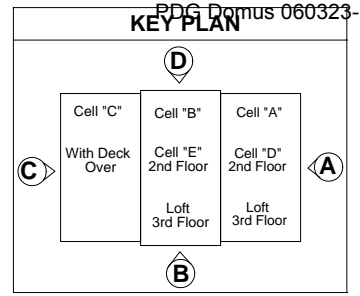 PDG Domus 060323-
KEY PLAN
D
Cell "C"
With Deck
Over
Cell "B"
Cell "E"
2nd Floor
Loft
3rd Floor
Cell "A"
Cell "D"
2nd Floor
Loft
3rd Floor
C
A
B